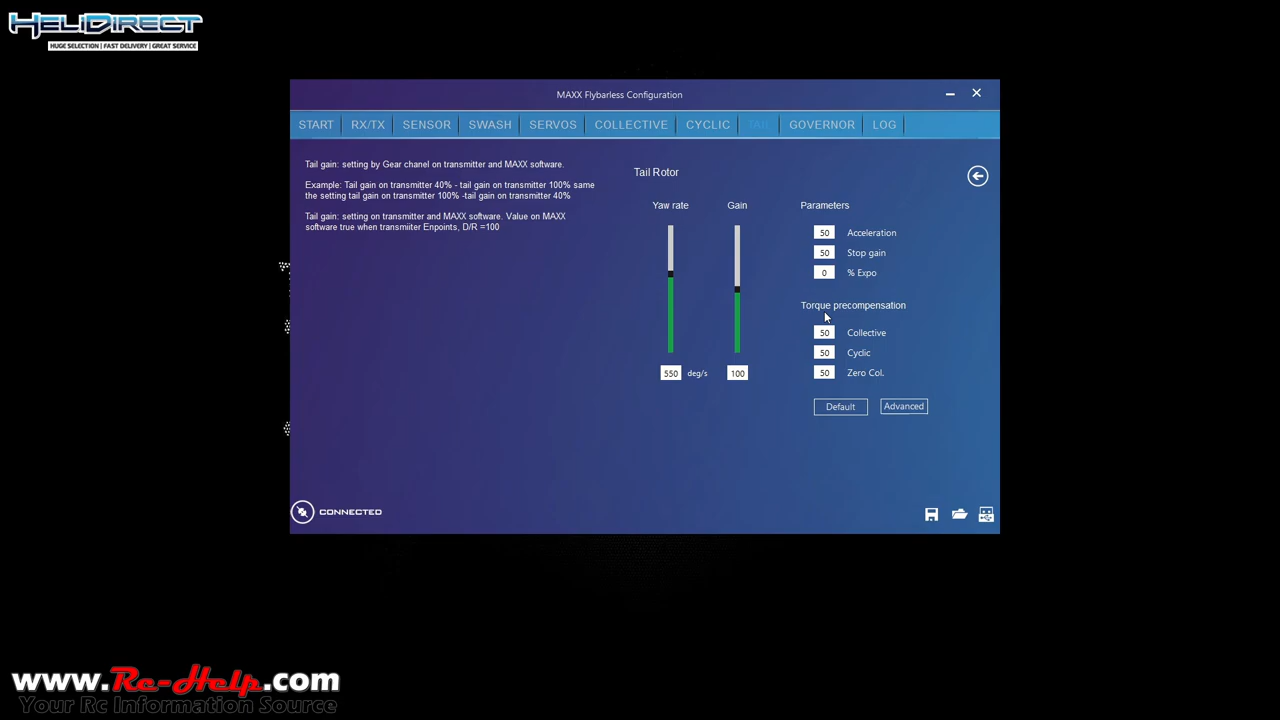 HELIDIRECT
HUGE SELECTION | FAST DELIVERY | GREAT SERVICE
MAXX Flybarless Configuration
START RX/TX SENSOR SWASH SERVOS COLLECTIVE CYCLIC TAIL GOVERNOR LOG
Tail gain: setting by Gear chanel on transmitter and MAXX software.
Example: Tail gain on transmitter 40% - tail gain on transmitter 100% same
the setting tail gain on transmitter 100% -tail gain on transmitter 40%
Tail gain: setting on transmitter and MAXX software. Value on MAXX
software true when transmiiter Enpoints, D/R =100
Tail Rotor
Yaw rate Gain
550 deg/s 100
Parameters
50 Acceleration
50 Stop gain
0 % Expo
Torque precompensation
50 Collective
50 Cyclic
50 Zero Col.
Default Advanced
CONNECTED
www.Rc-Help.com
Your Rc Information Source